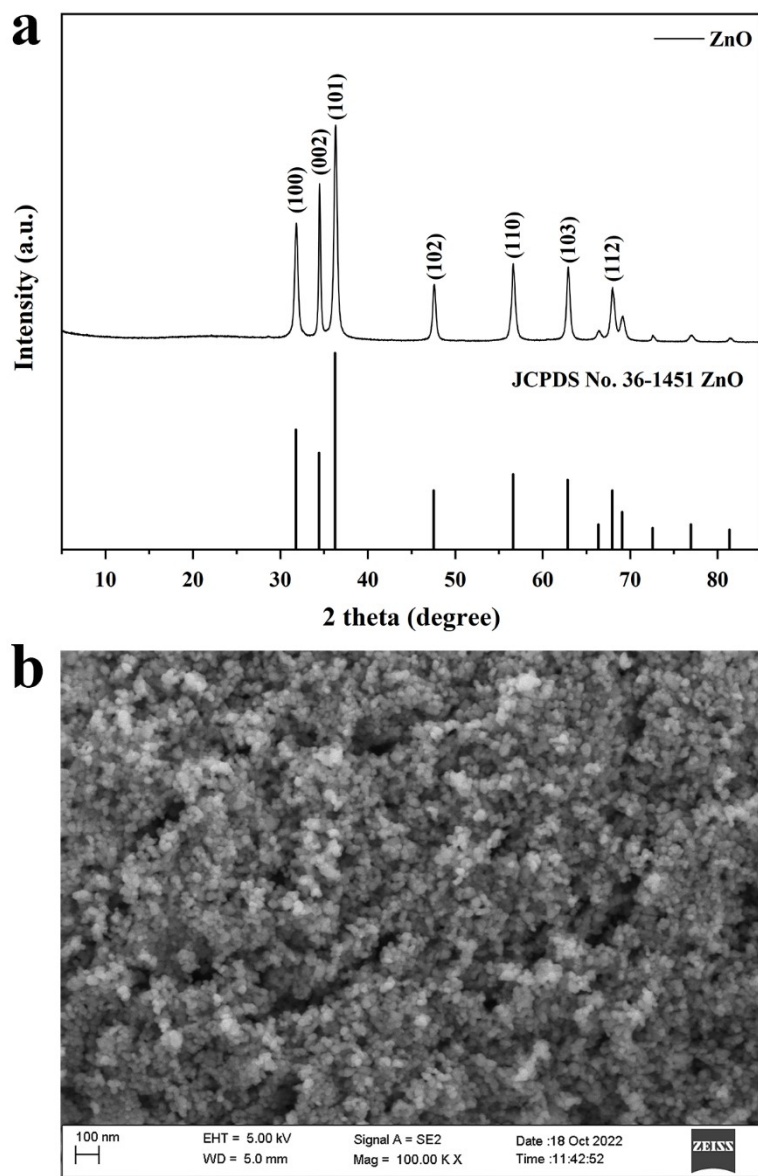 a
ZnO
(100)
(002)
(101)
(102)
(110)
(103)
(112)
Intensity (a.u.)
JCPDS No. 36-1451 ZnO
10 20 30 40 50 60 70 80
2 theta (degree)
b
100 nm
EHT = 5.00 kV Signal A = SE2 Date :18 Oct 2022
WD = 5.0 mm Mag = 100.00 K X Time :11:42:52
ZEISS